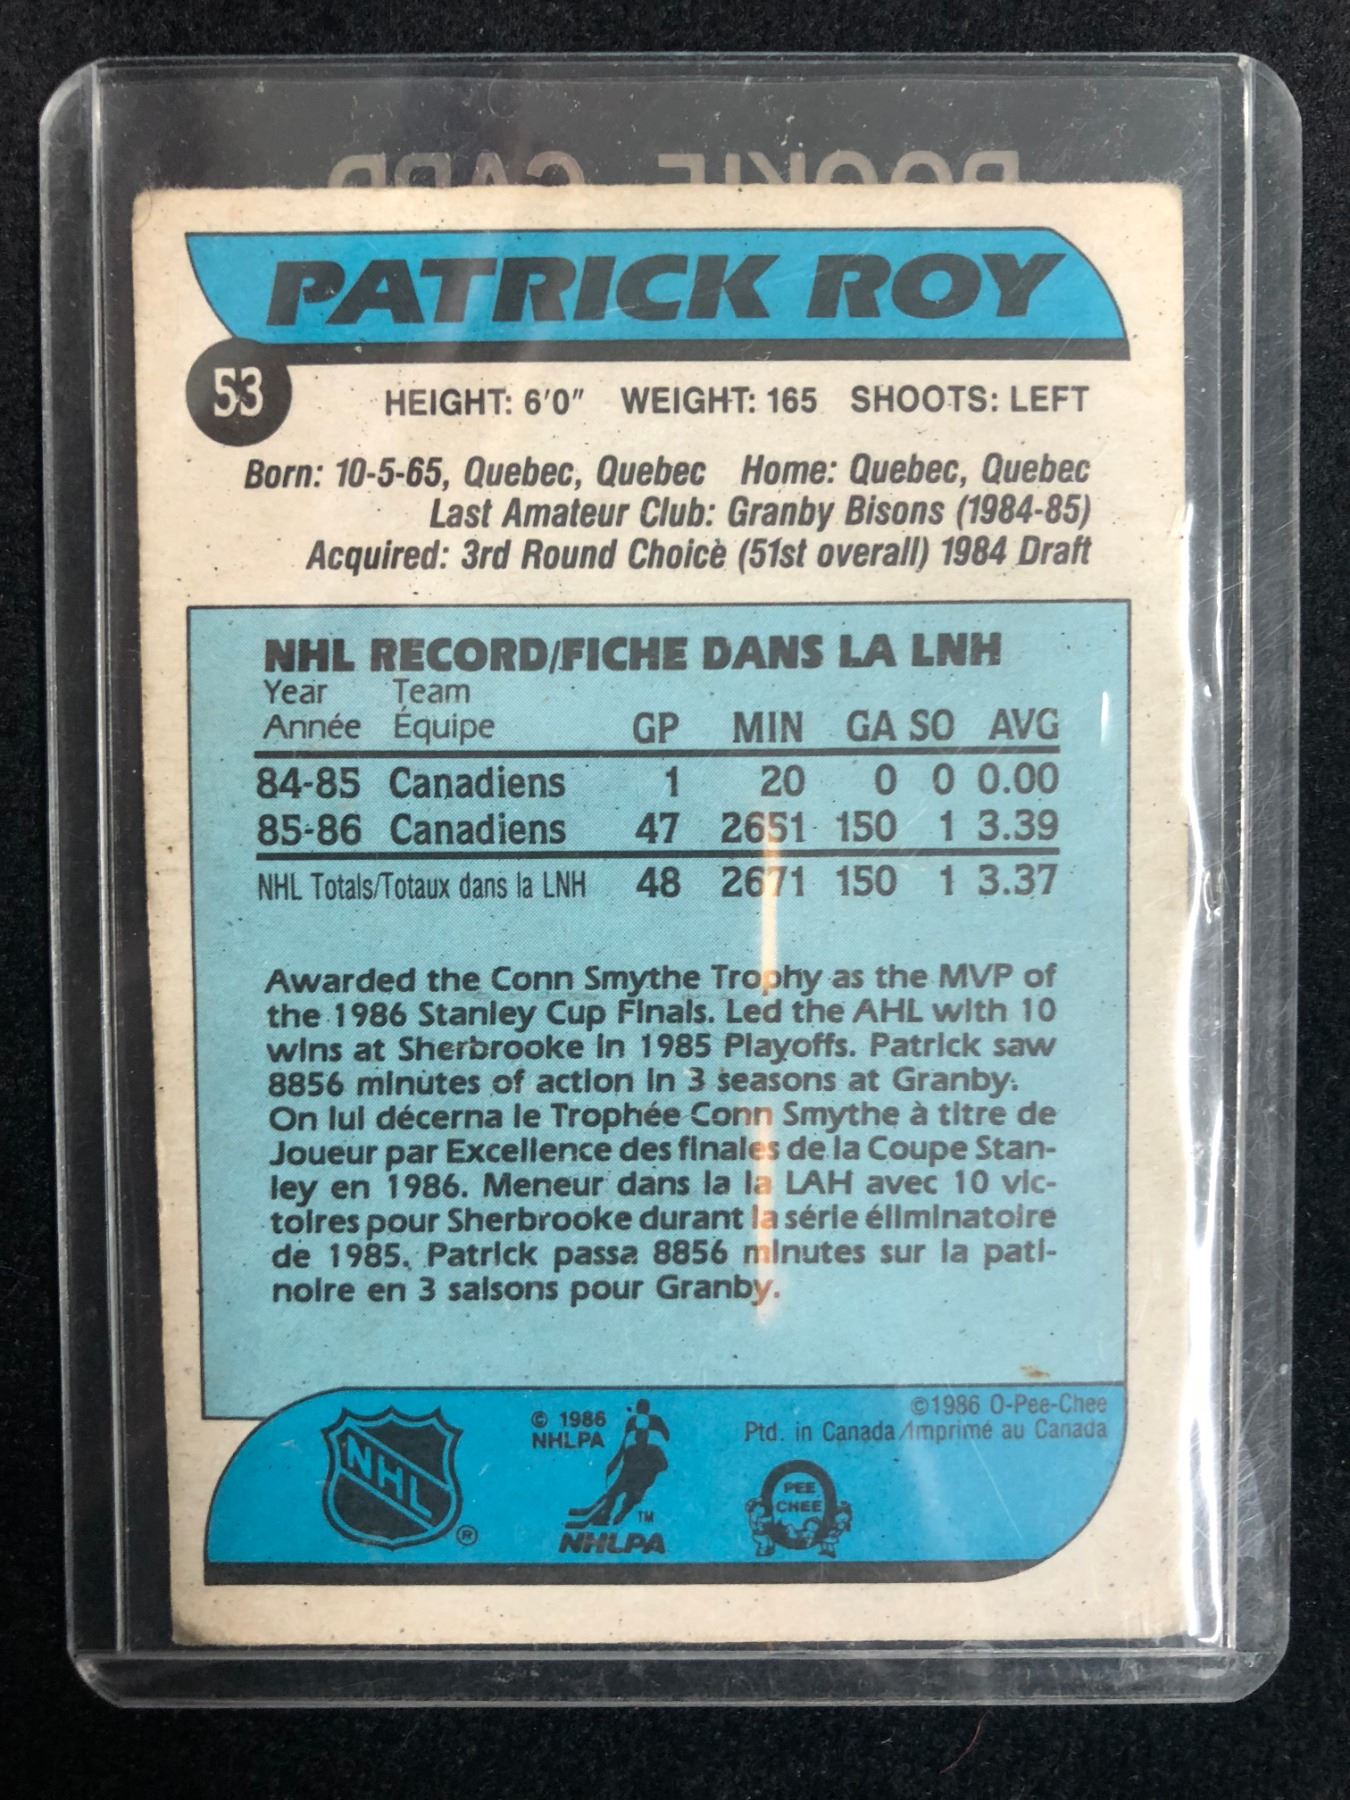 ROOKIE CARD
PATRICK ROY
53
HEIGHT: 6'0" WEIGHT: 165 SHOOTS: LEFT
Born: 10-5-65, Quebec, Quebec Home: Quebec, Quebec
Last Amateur Club: Granby Bisons (1984-85)
Acquired: 3rd Round Choice (51st overall) 1984 Draft
NHL RECORD/FICHE DANS LA LNH
Year Team
Année Équipe GP MIN GA SO AVG
84-85 Canadiens 1 20 0 0 0.00
85-86 Canadiens 47 2651 150 1 3.39
NHL Totals/Totaux dans la LNH 48 2671 150 1 3.37
Awarded the Conn Smythe Trophy as the MVP of
the 1986 Stanley Cup Finals. Led the AHL with 10
wins at Sherbrooke in 1985 Playoffs. Patrick saw
8856 minutes of action in 3 seasons at Granby.
On lui décerna le Trophée Conn Smythe à titre de
Joueur par Excellence des finales de la Coupe Stan-
ley en 1986. Meneur dans la la LAH avec 10 vic-
toires pour Sherbrooke durant la série éliminatoire
de 1985. Patrick passa 8856 minutes sur la pati-
noire en 3 saisons pour Granby.
©1986 O-Pee-Chee
Ptd. in Canada/Imprimé au Canada
© 1986
NHLPA
NHL ®
TM
NHLPA
PEE
CHEE